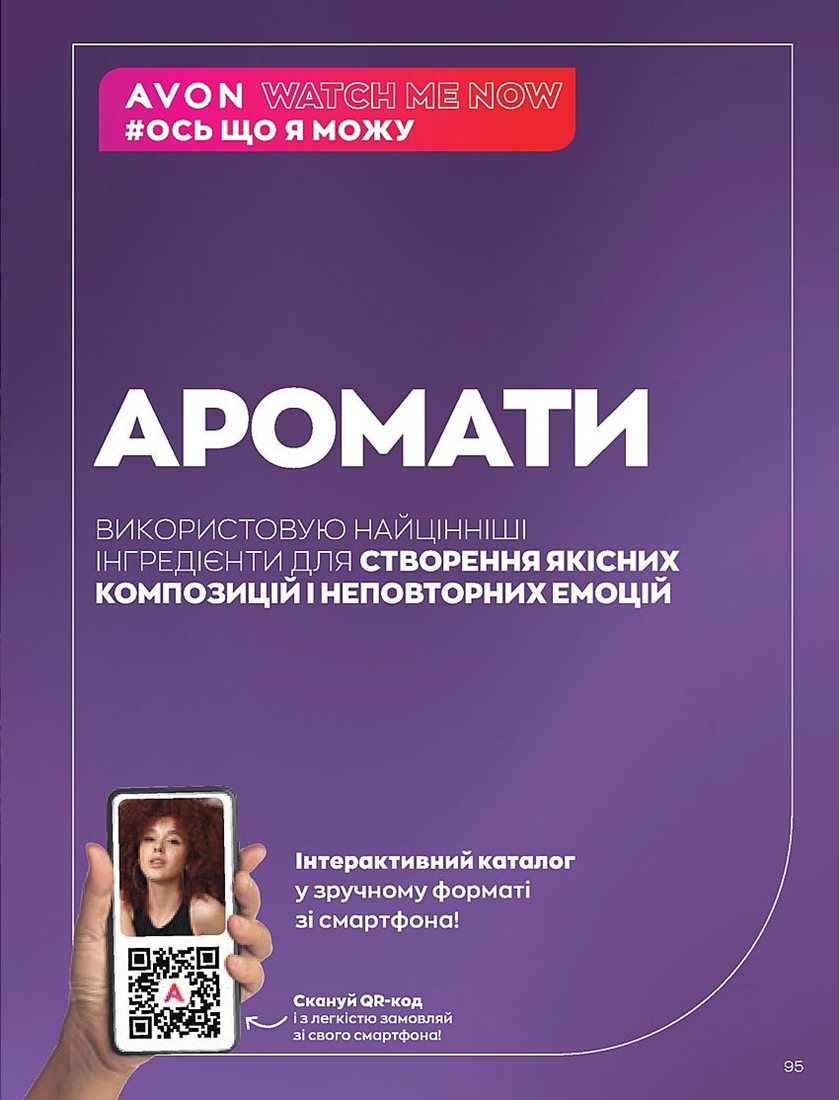 AVON WATCH ME NOW
#ОСЬ ЩО Я МОЖУ
АРОМАТИ
ВИКОРИСТОВУЮ НАЙЦІННІШІ
ІНГРЕДІЄНТИ ДЛЯ СТВОРЕННЯ ЯКІСНИХ
КОМПОЗИЦІЙ І НЕПОВТОРНИХ ЕМОЦІЙ
Інтерактивний каталог
у зручному форматі
зі смартфона!
A
Скануй QR-код
і з легкістю замовляй
зі свого смартфона!
95